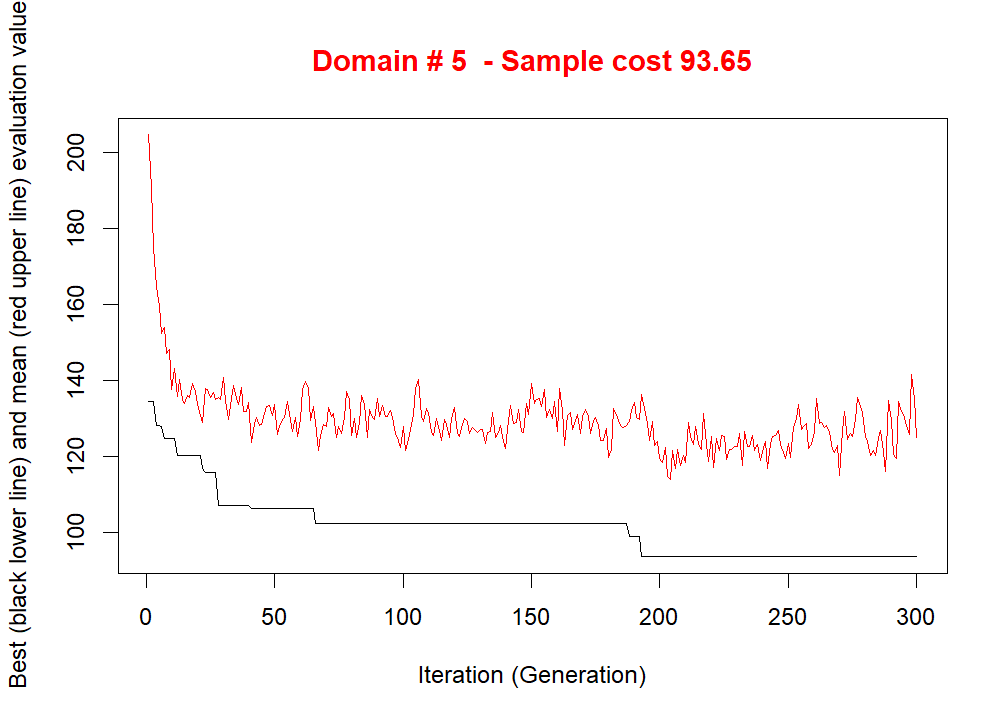 Domain # 5  - Sample cost 93.65
Best (black lower line) and mean (red upper line) evaluation value
200
180
160
140
120
100
0 50 100 150 200 250 300
Iteration (Generation)